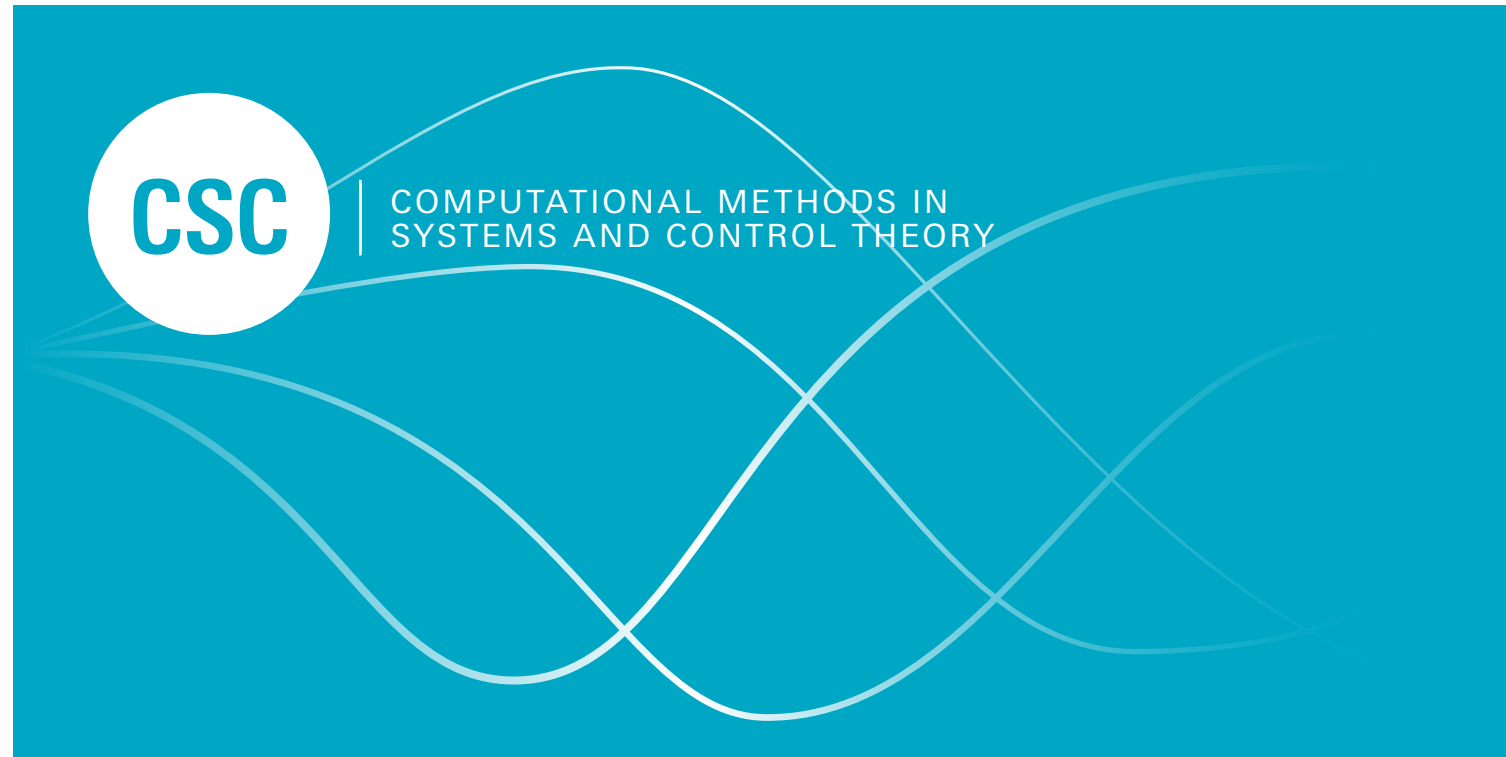 CSC
COMPUTATIONAL METHODS IN
SYSTEMS AND CONTROL THEORY